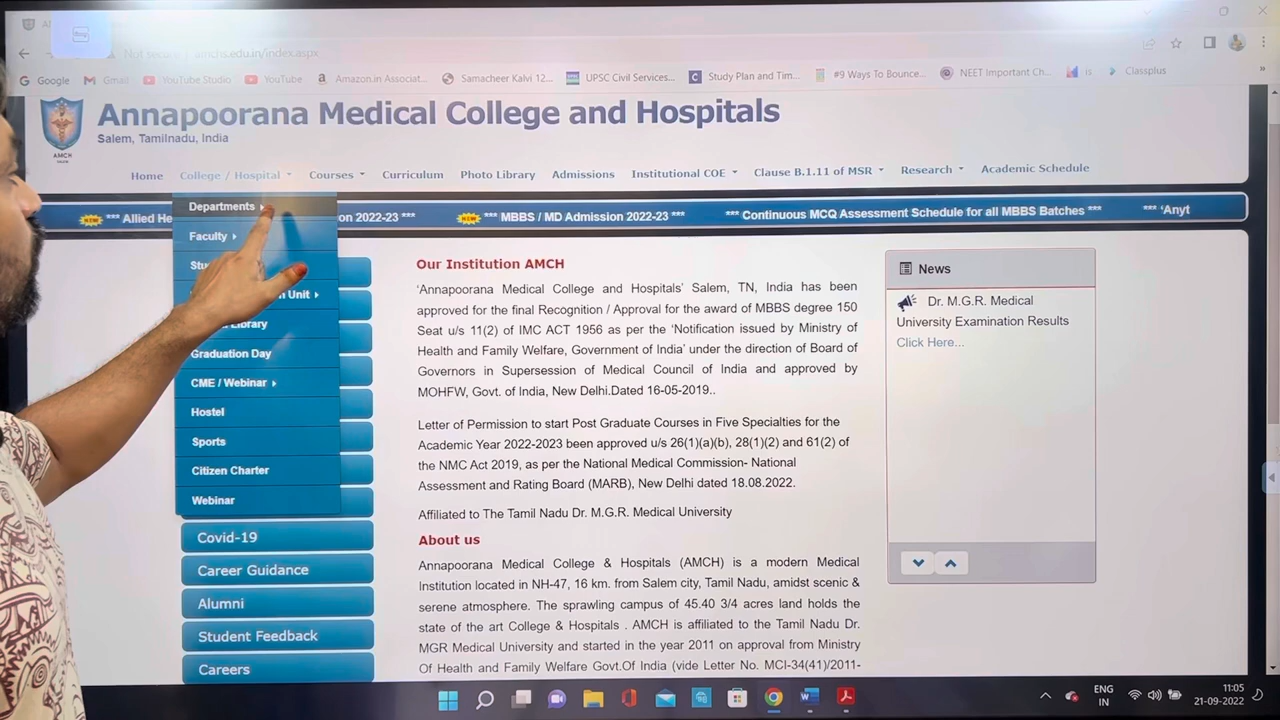 Blog
Not secure
amchs.edu.in/index.aspx
Google
Gmail
YouTube Studio
YouTube
Amazon.in Associat...
Samacheer Kalvi 12...
UPSC Civil Services...
Study Plan and Tim...
#9 Ways To Bounce...
NEET Important Ch...
is
Classplus
»
AMCH
Annapoorana Medical College and Hospitals
Salem, Tamilnadu, India
Home
College / Hospital
Courses
Curriculum
Photo Library
Admissions
Institutional COE
Clause B.1.11 of MSR
Research
Academic Schedule
NEW *** Allied He
on 2022-23 ***
NEW *** MBBS / MD Admission 2022-23 ***
*** Continuous MCQ Assessment Schedule for all MBBS Batches ***
*** 'Anyt
Departments
Faculty
Unit
Library
Graduation Day
CME / Webinar
Hostel
Sports
Citizen Charter
Webinar
Covid-19
Career Guidance
Alumni
Student Feedback
Careers
Our Institution AMCH
'Annapoorana Medical College and Hospitals' Salem, TN, India has been
approved for the final Recognition / Approval for the award of MBBS degree 150
Seat u/s 11(2) of IMC ACT 1956 as per the 'Notification issued by Ministry of
Health and Family Welfare, Government of India' under the direction of Board of
Governors in Supersession of Medical Council of India and approved by
MOHFW, Govt. of India, New Delhi.Dated 16-05-2019..
Letter of Permission to start Post Graduate Courses in Five Specialties for the
Academic Year 2022-2023 been approved u/s 26(1)(a)(b), 28(1)(2) and 61(2) of
the NMC Act 2019, as per the National Medical Commission- National
Assessment and Rating Board (MARB), New Delhi dated 18.08.2022.
Affiliated to The Tamil Nadu Dr. M.G.R. Medical University
About us
Annapoorana Medical College & Hospitals (AMCH) is a modern Medical
Institution located in NH-47, 16 km. from Salem city, Tamil Nadu, amidst scenic &
serene atmosphere. The sprawling campus of 45.40 3/4 acres land holds the
state of the art College & Hospitals . AMCH is affiliated to the Tamil Nadu Dr.
MGR Medical University and started in the year 2011 on approval from Ministry
Of Health and Family Welfare Govt.Of India (vide Letter No. MCI-34(41)/2011-
News
Dr. M.G.R. Medical
University Examination Results
Click Here...
ENG
IN
11:05
21-09-2022